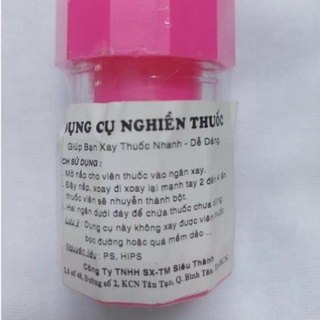 DỤNG CỤ NGHIỀN THUỐC
Giúp Bạn Xay Thuốc Nhanh - Dễ Dàng
SỬ DỤNG :
Mở nắp cho viên thuốc vào ngăn xay.
Đậy nắp, xoay đi xoay lại mạnh tay 2 đến 4 lần
thuốc viên sẽ nhuyễn thành bột.
Hai ngăn dưới đáy để chứa thuốc chưa dùng
Lưu ý : Dụng cụ này không xay được viên thuốc
bọc đường hoặc quá mềm dẻo ...
Nguyên liệu : PS, HIPS
Công Ty TNHH SX-TM Siêu Thành
Lô số 46, Đường số 2, KCN Tân Tạo, Q. Bình Tân,